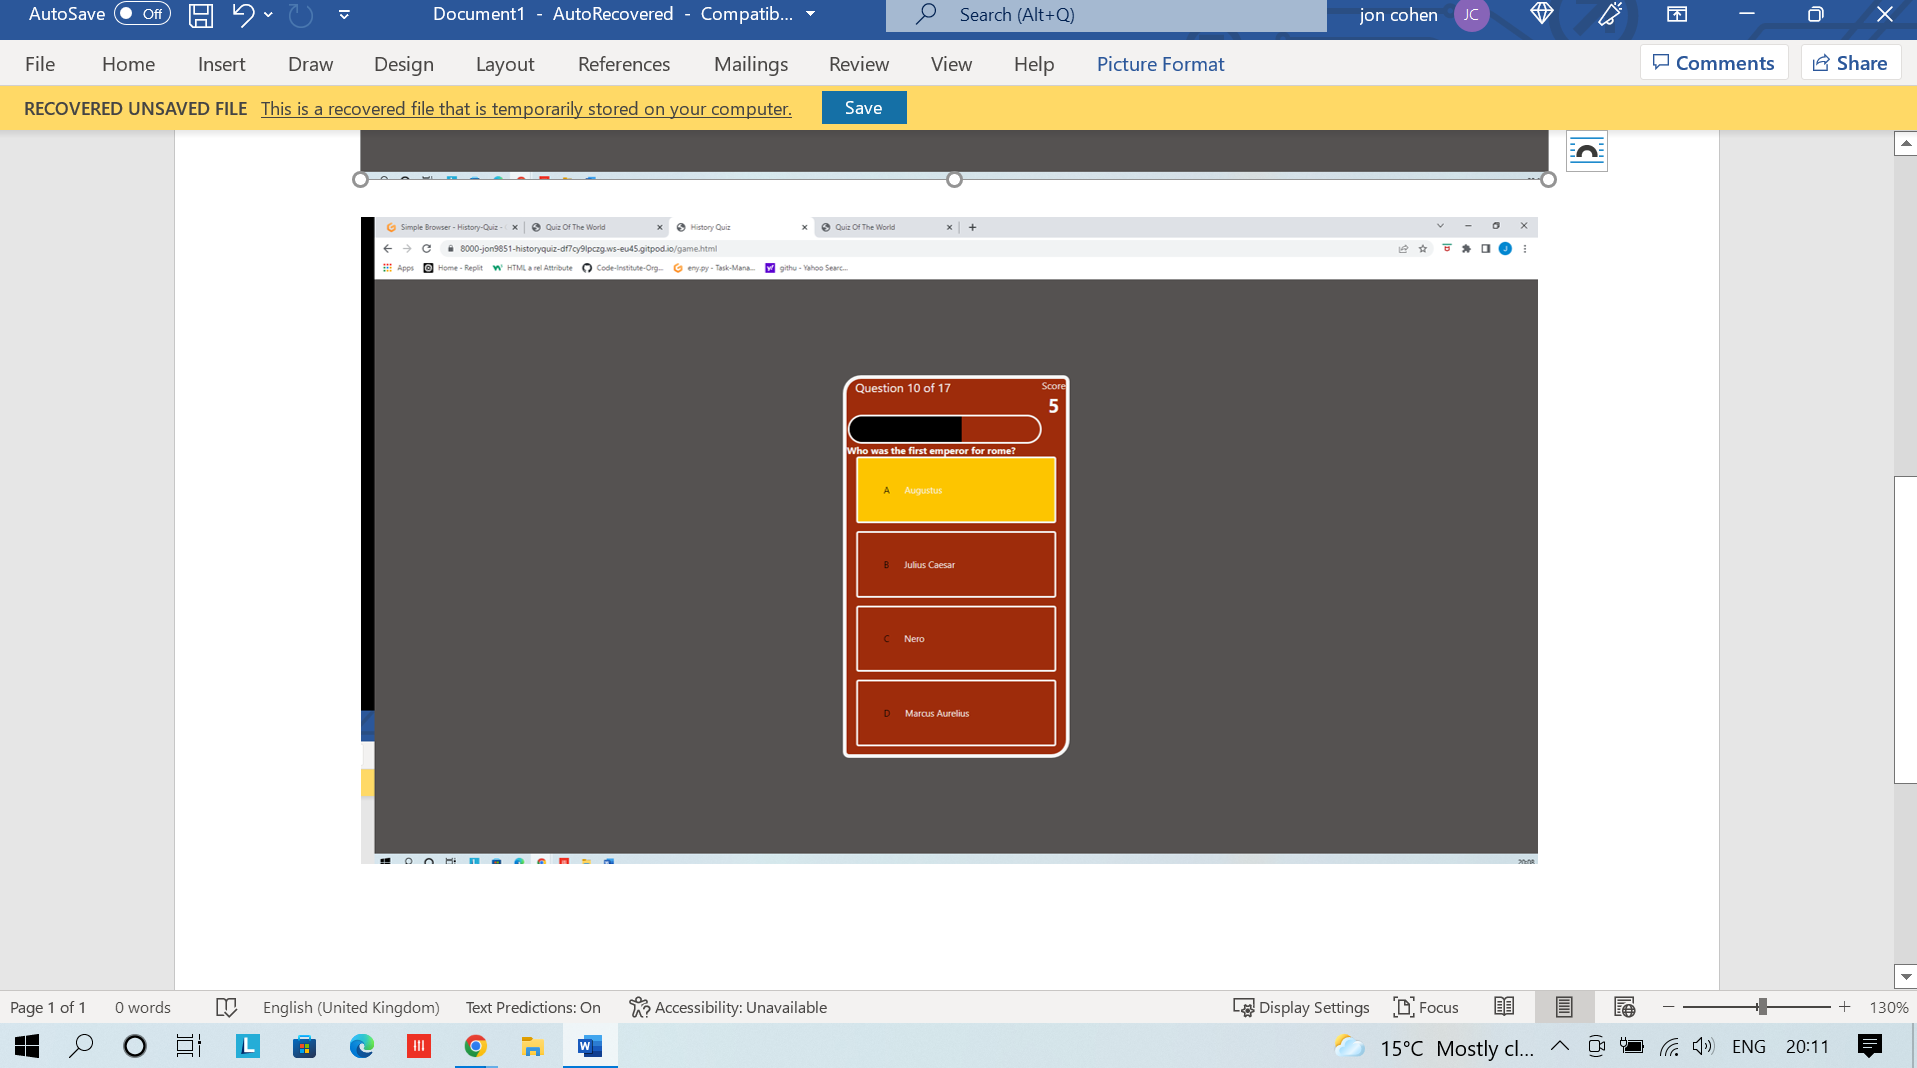 AutoSave Off Document1 - AutoRecovered - Compatib... Search (Alt+Q) jon cohen JC
File Home Insert Draw Design Layout References Mailings Review View Help Picture Format Comments Share
RECOVERED UNSAVED FILE This is a recovered file that is temporarily stored on your computer. Save
Simple Browser - History-Quiz - Quiz Of The World History Quiz Quiz Of The World
8000-jon9851-historyquiz-df7cy9lpczg.ws-eu45.gitpod.io/game.html
Apps Home - Replit HTML a rel Attribute Code-Institute-Org... eny.py - Task-Mana... githu - Yahoo Searc...
Question 10 of 17 Score
5
Who was the first emperor for rome?
A Augustus
B Julius Caesar
C Nero
D Marcus Aurelius
20:08
Page 1 of 1 0 words English (United Kingdom) Text Predictions: On Accessibility: Unavailable Display Settings Focus 130%
15°C Mostly cl... ENG 20:11